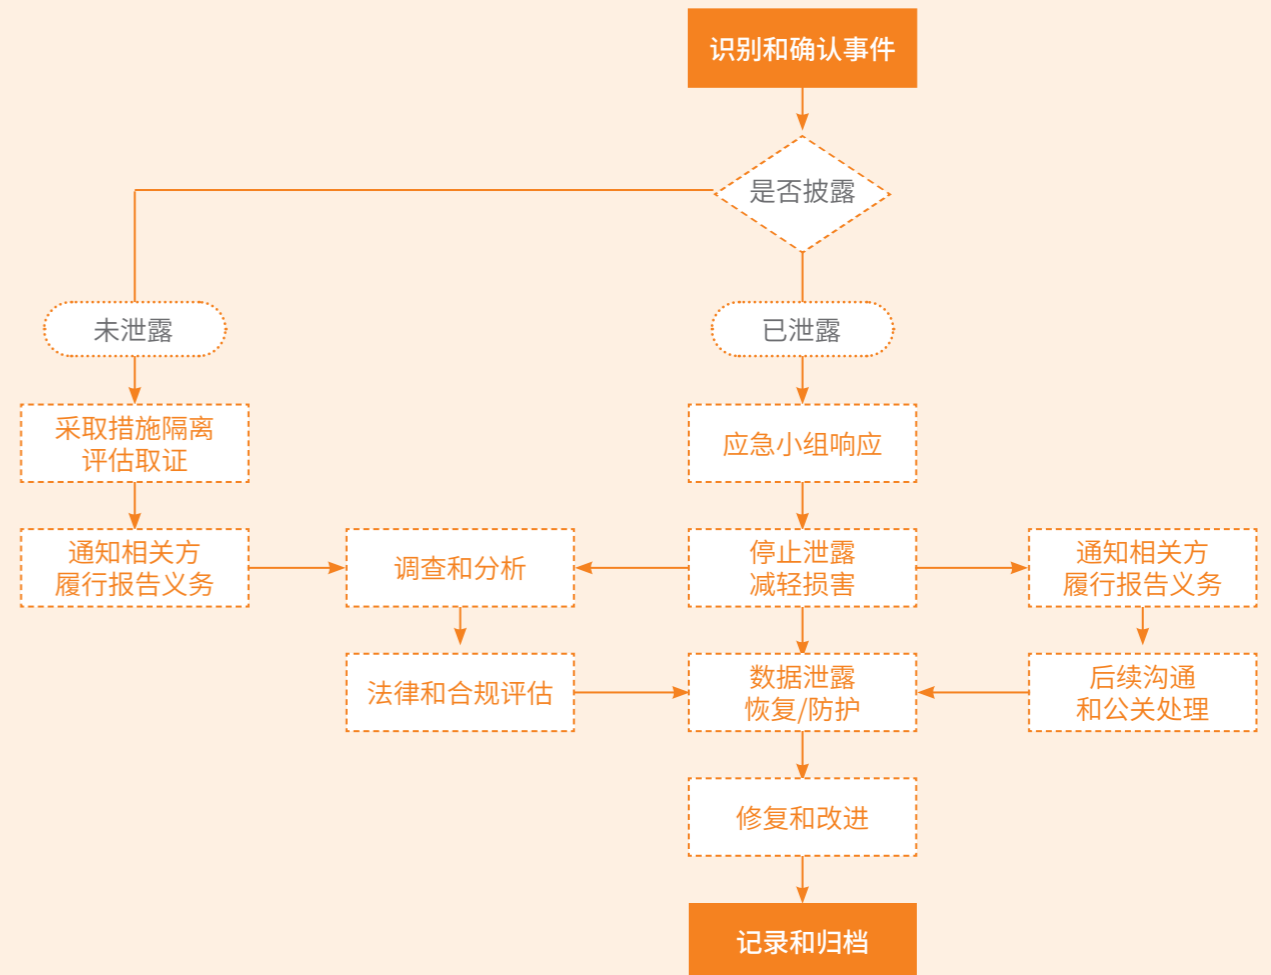 识别和确认事件
是否披露
未泄露
已泄露
采取措施隔离
评估取证
应急小组响应
通知相关方
履行报告义务
调查和分析
停止泄露
减轻损害
通知相关方
履行报告义务
法律和合规评估
数据泄露
恢复/防护
后续沟通
和公关处理
修复和改进
记录和归档